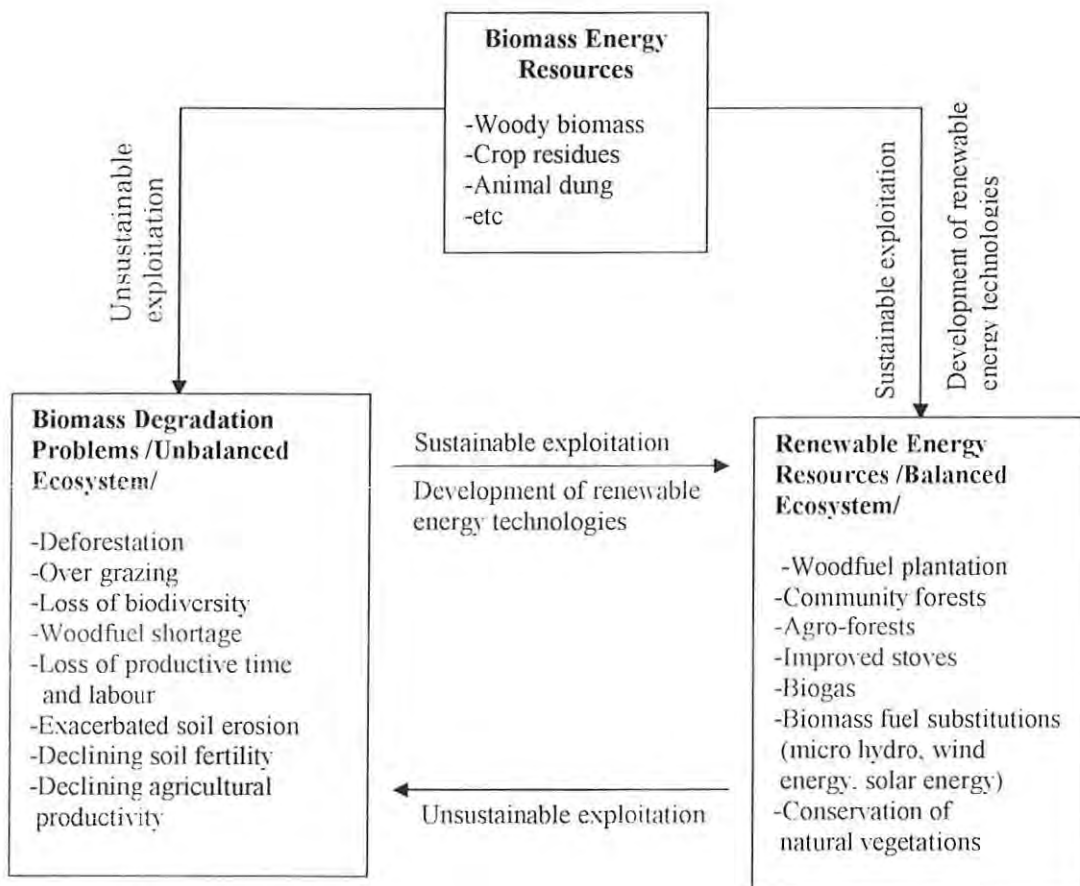 Biomass Energy
Resources
-Woody biomass
-Crop residues
-Animal dung
-etc
Unsustainable
exploitation
Sustainable exploitation
Development of renewable
energy technologies
Biomass Degradation
Problems /Unbalanced
Ecosystem/
-Deforestation
-Over grazing
-Loss of biodiversity
-Woodfuel shortage
-Loss of productive time
and labour
-Exacerbated soil erosion
-Declining soil fertility
-Declining agricultural
productivity
Sustainable exploitation
Development of renewable
energy technologies
Unsustainable exploitation
Renewable Energy
Resources /Balanced
Ecosystem/
-Woodfuel plantation
-Community forests
-Agro-forests
-Improved stoves
-Biogas
-Biomass fuel substitutions
(micro hydro, wind
energy. solar energy)
-Conservation of
natural vegetations